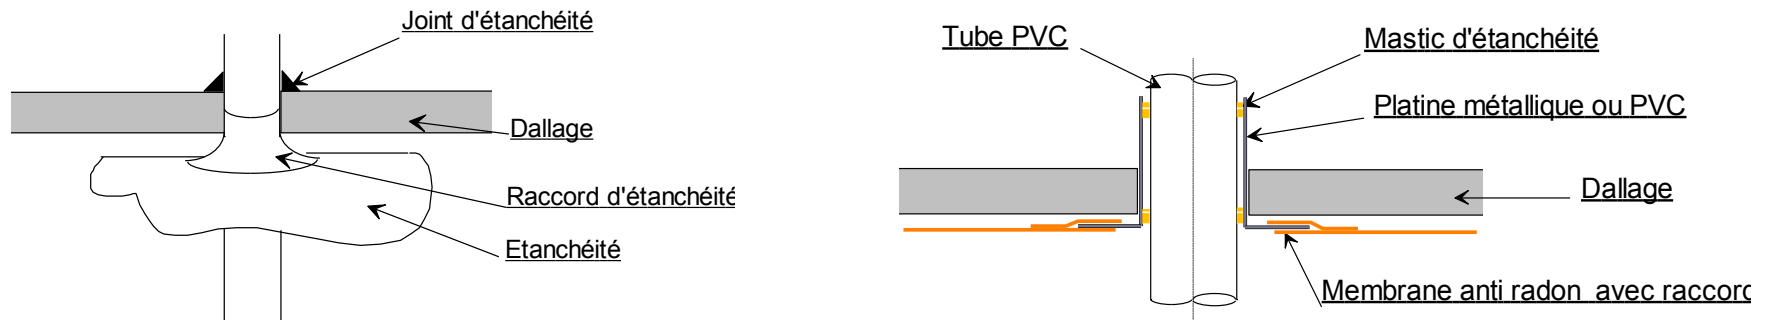 Joint d'étanchéité
Dallage
Raccord d'étanchéité
Etanchéité
Tube PVC
Mastic d'étanchéité
Platine métallique ou PVC
Dallage
Membrane anti radon avec raccord